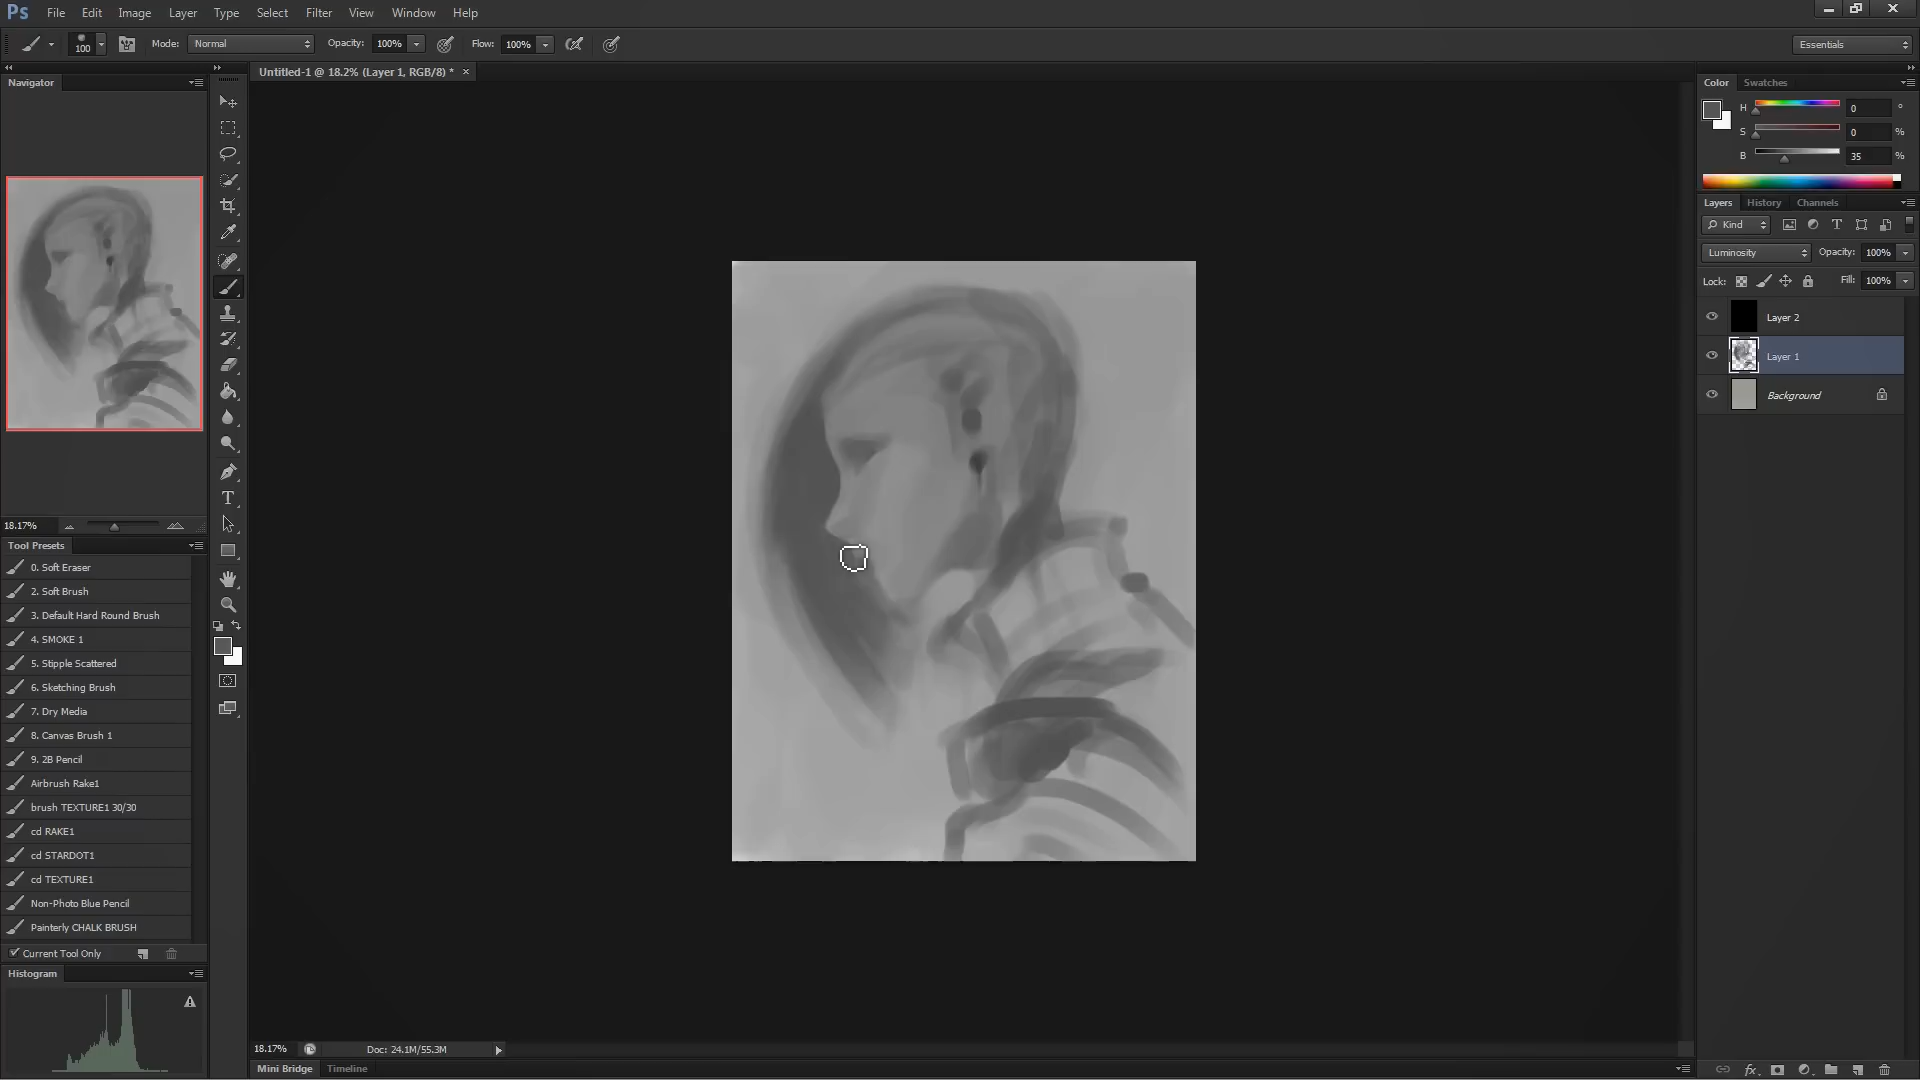 Ps File Edit Image Layer Type Select Filter View Window Help
100 Mode: Normal Opacity: 100% Flow: 100% Essentials
Navigator
Untitled-1 @ 18.2% (Layer 1, RGB/8) * ×
Color Swatches
H 0 °
S 0 %
B 35 %
Layers History Channels
Kind
Luminosity Opacity: 100%
Lock: Fill: 100%
Layer 2
Layer 1
Background
18.17%
Tool Presets
0. Soft Eraser
2. Soft Brush
3. Default Hard Round Brush
4. SMOKE 1
5. Stipple Scattered
6. Sketching Brush
7. Dry Media
8. Canvas Brush 1
9. 2B Pencil
Airbrush Rake1
brush TEXTURE1 30/30
cd RAKE1
cd STARDOT1
cd TEXTURE1
Non-Photo Blue Pencil
Painterly CHALK BRUSH
Current Tool Only
Histogram
18.17% Doc: 24.1M/55.3M
Mini Bridge Timeline